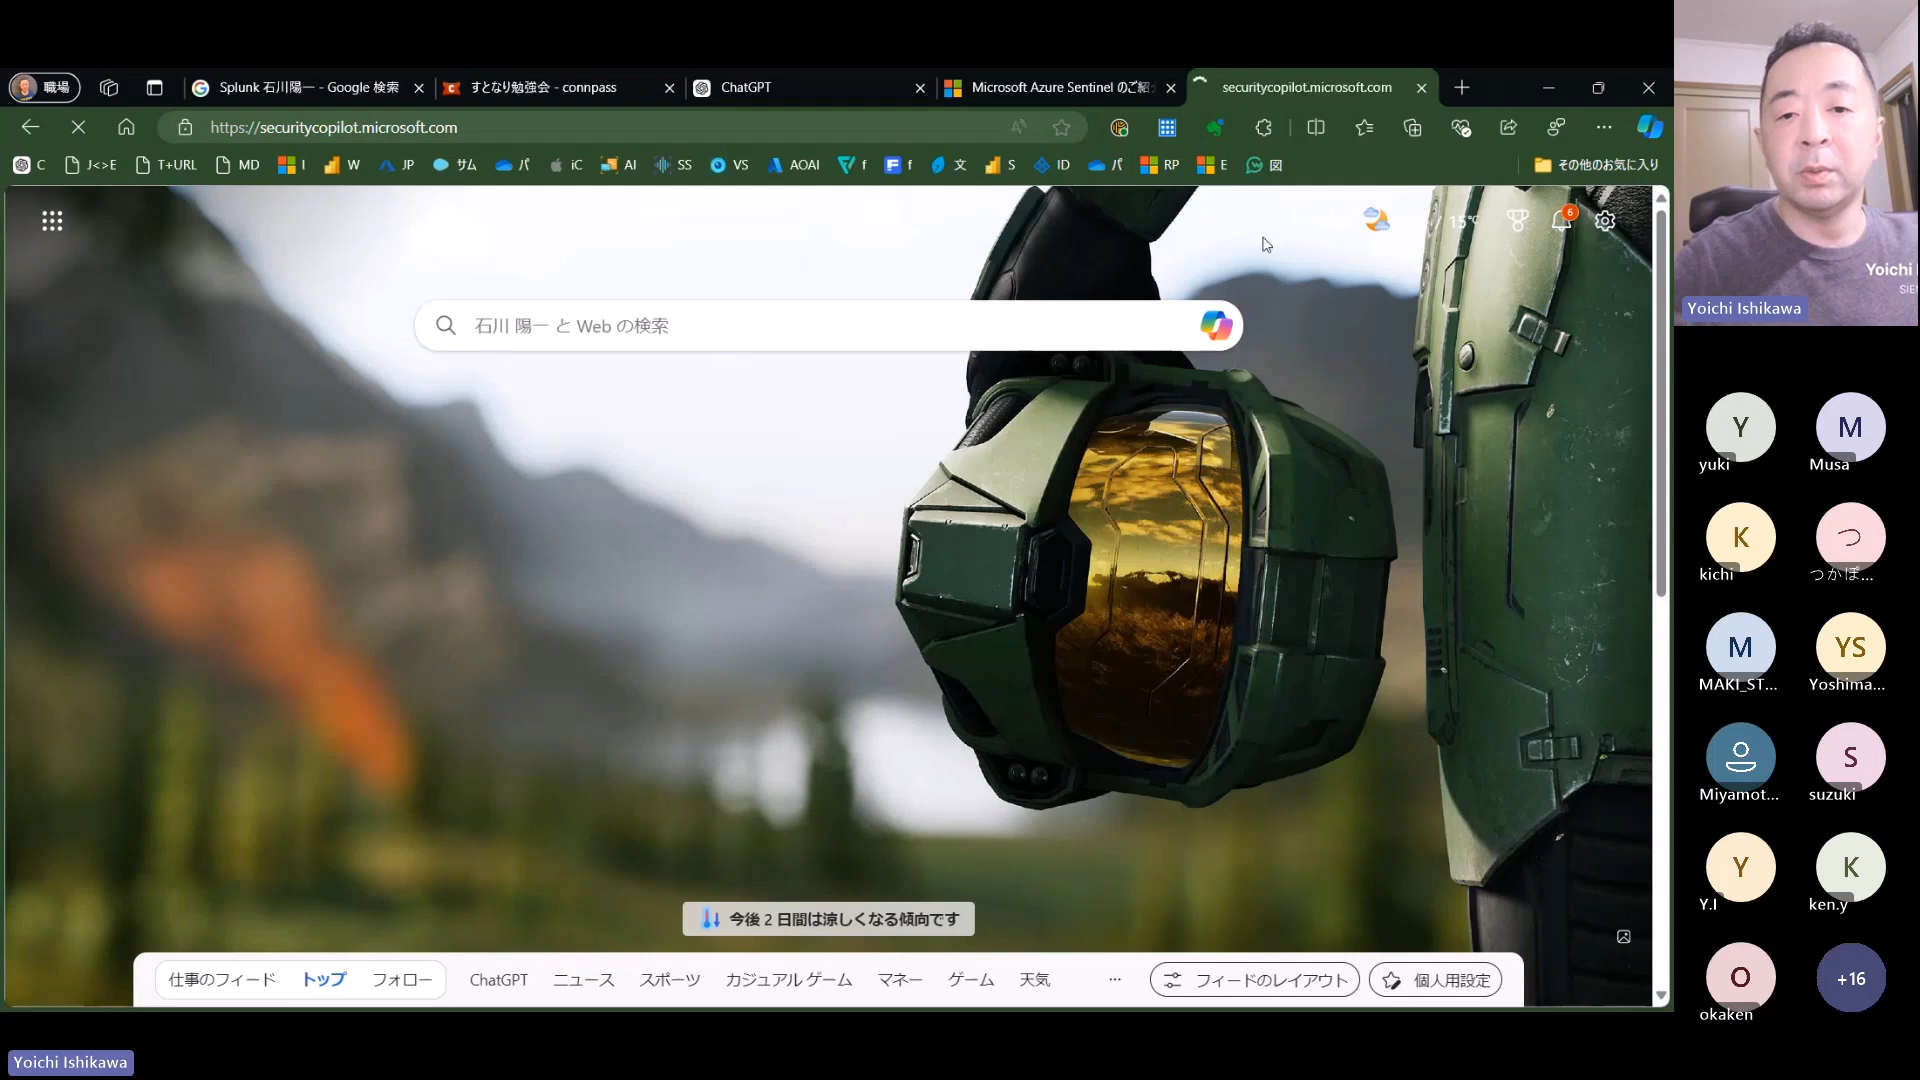 職場
Splunk 石川陽一 - Google 検索
すとなり勉強会 - connpass
ChatGPT
Microsoft Azure Sentinel のご紹
securitycopilot.microsoft.com
https://securitycopilot.microsoft.com
C
J<>E
T+URL
MD
I
W
JP
サム
パ
iC
AI
SS
VS
AOAI
f
f
文
S
ID
パ
RP
E
図
その他のお気に入り
15℃
6
石川 陽一 と Web の検索
今後 2 日間は涼しくなる傾向です
仕事のフィード
トップ
フォロー
ChatGPT
ニュース
スポーツ
カジュアル ゲーム
マネー
ゲーム
天気
フィードのレイアウト
個人用設定
Yoichi Ishikawa
Yoichi
SIE
Yoichi Ishikawa
Y
yuki
M
Musa
K
kichi
つ
つかぽ...
M
MAKI_ST...
YS
Yoshima...
Miyamot...
S
suzuki
Y
Y.I
K
ken.y
O
okaken
+16